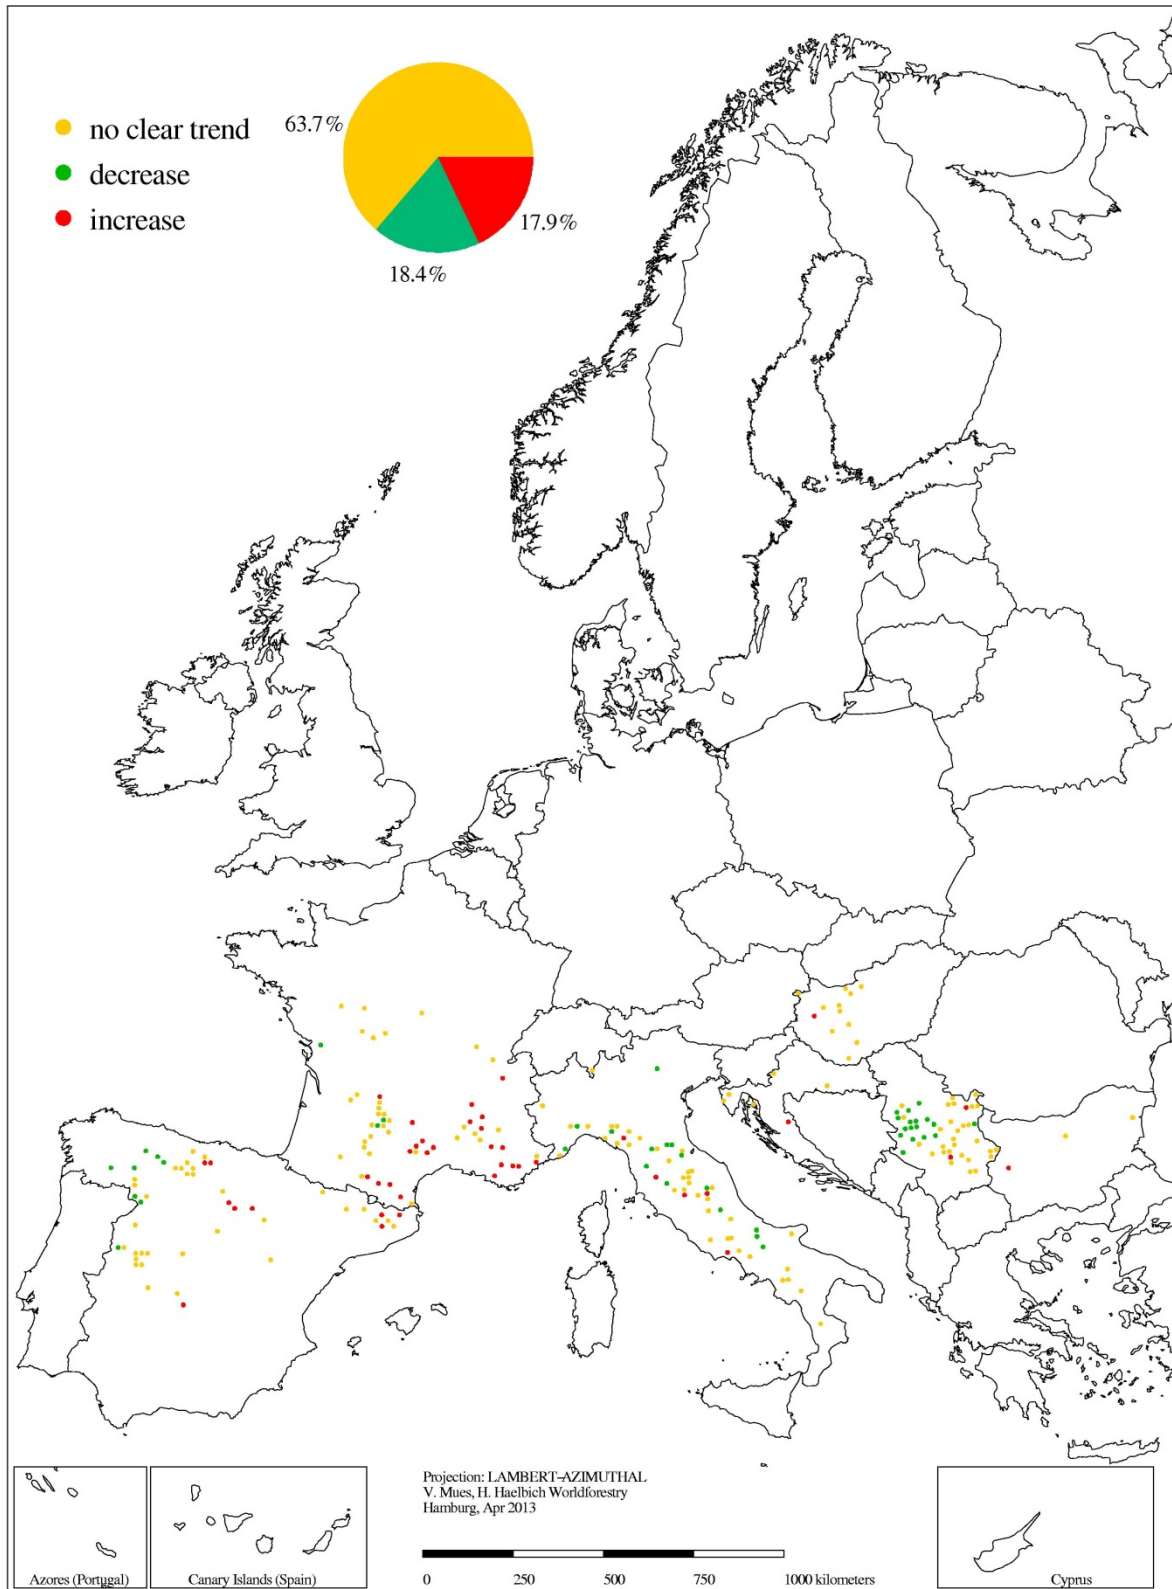 no clear trend
decrease
increase
63.7%
17.9%
18.4%
Projection: LAMBERT-AZIMUTHAL
V. Mues, H. Haelbich Worldforestry
Hamburg, Apr 2013
0 250 500 750 1000 kilometers
Azores (Portugal)
Canary Islands (Spain)
Cyprus